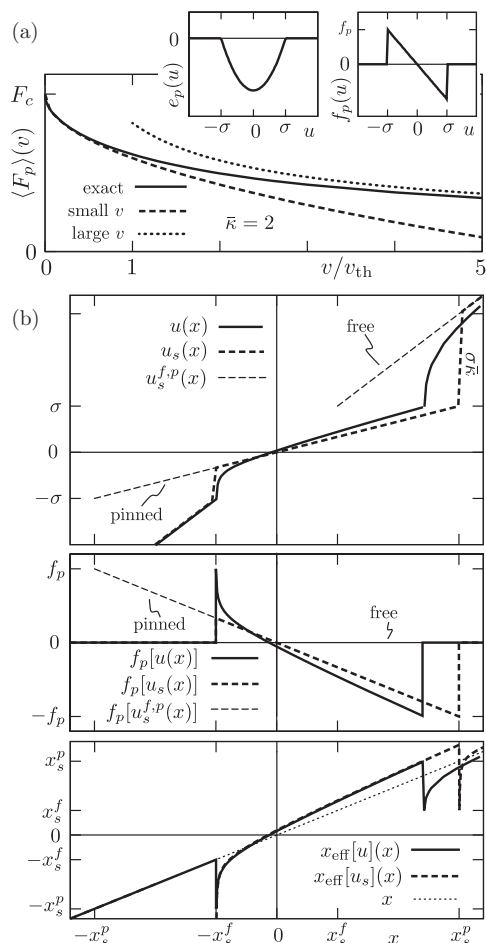 (a)
0
e_p(u)
−σ 0 σ u
f_p
0
f_p(u)
−σ 0 σ u
F_c
⟨F_p⟩(v)
exact
small v
large v
κ̄ = 2
0
0 1 v/v_th 5
(b)
u(x)
u_s(x)
u_s^{f,p}(x)
free
σκ̄
σ
0
−σ
pinned
f_p
pinned
free
0
f_p[u(x)]
f_p[u_s(x)]
f_p[u_s^{f,p}(x)]
−f_p
x_s^p
x_s^f
0
−x_s^f
−x_s^p
x_eff[u](x)
x_eff[u_s](x)
x
−x_s^p −x_s^f 0 x_s^f x x_s^p